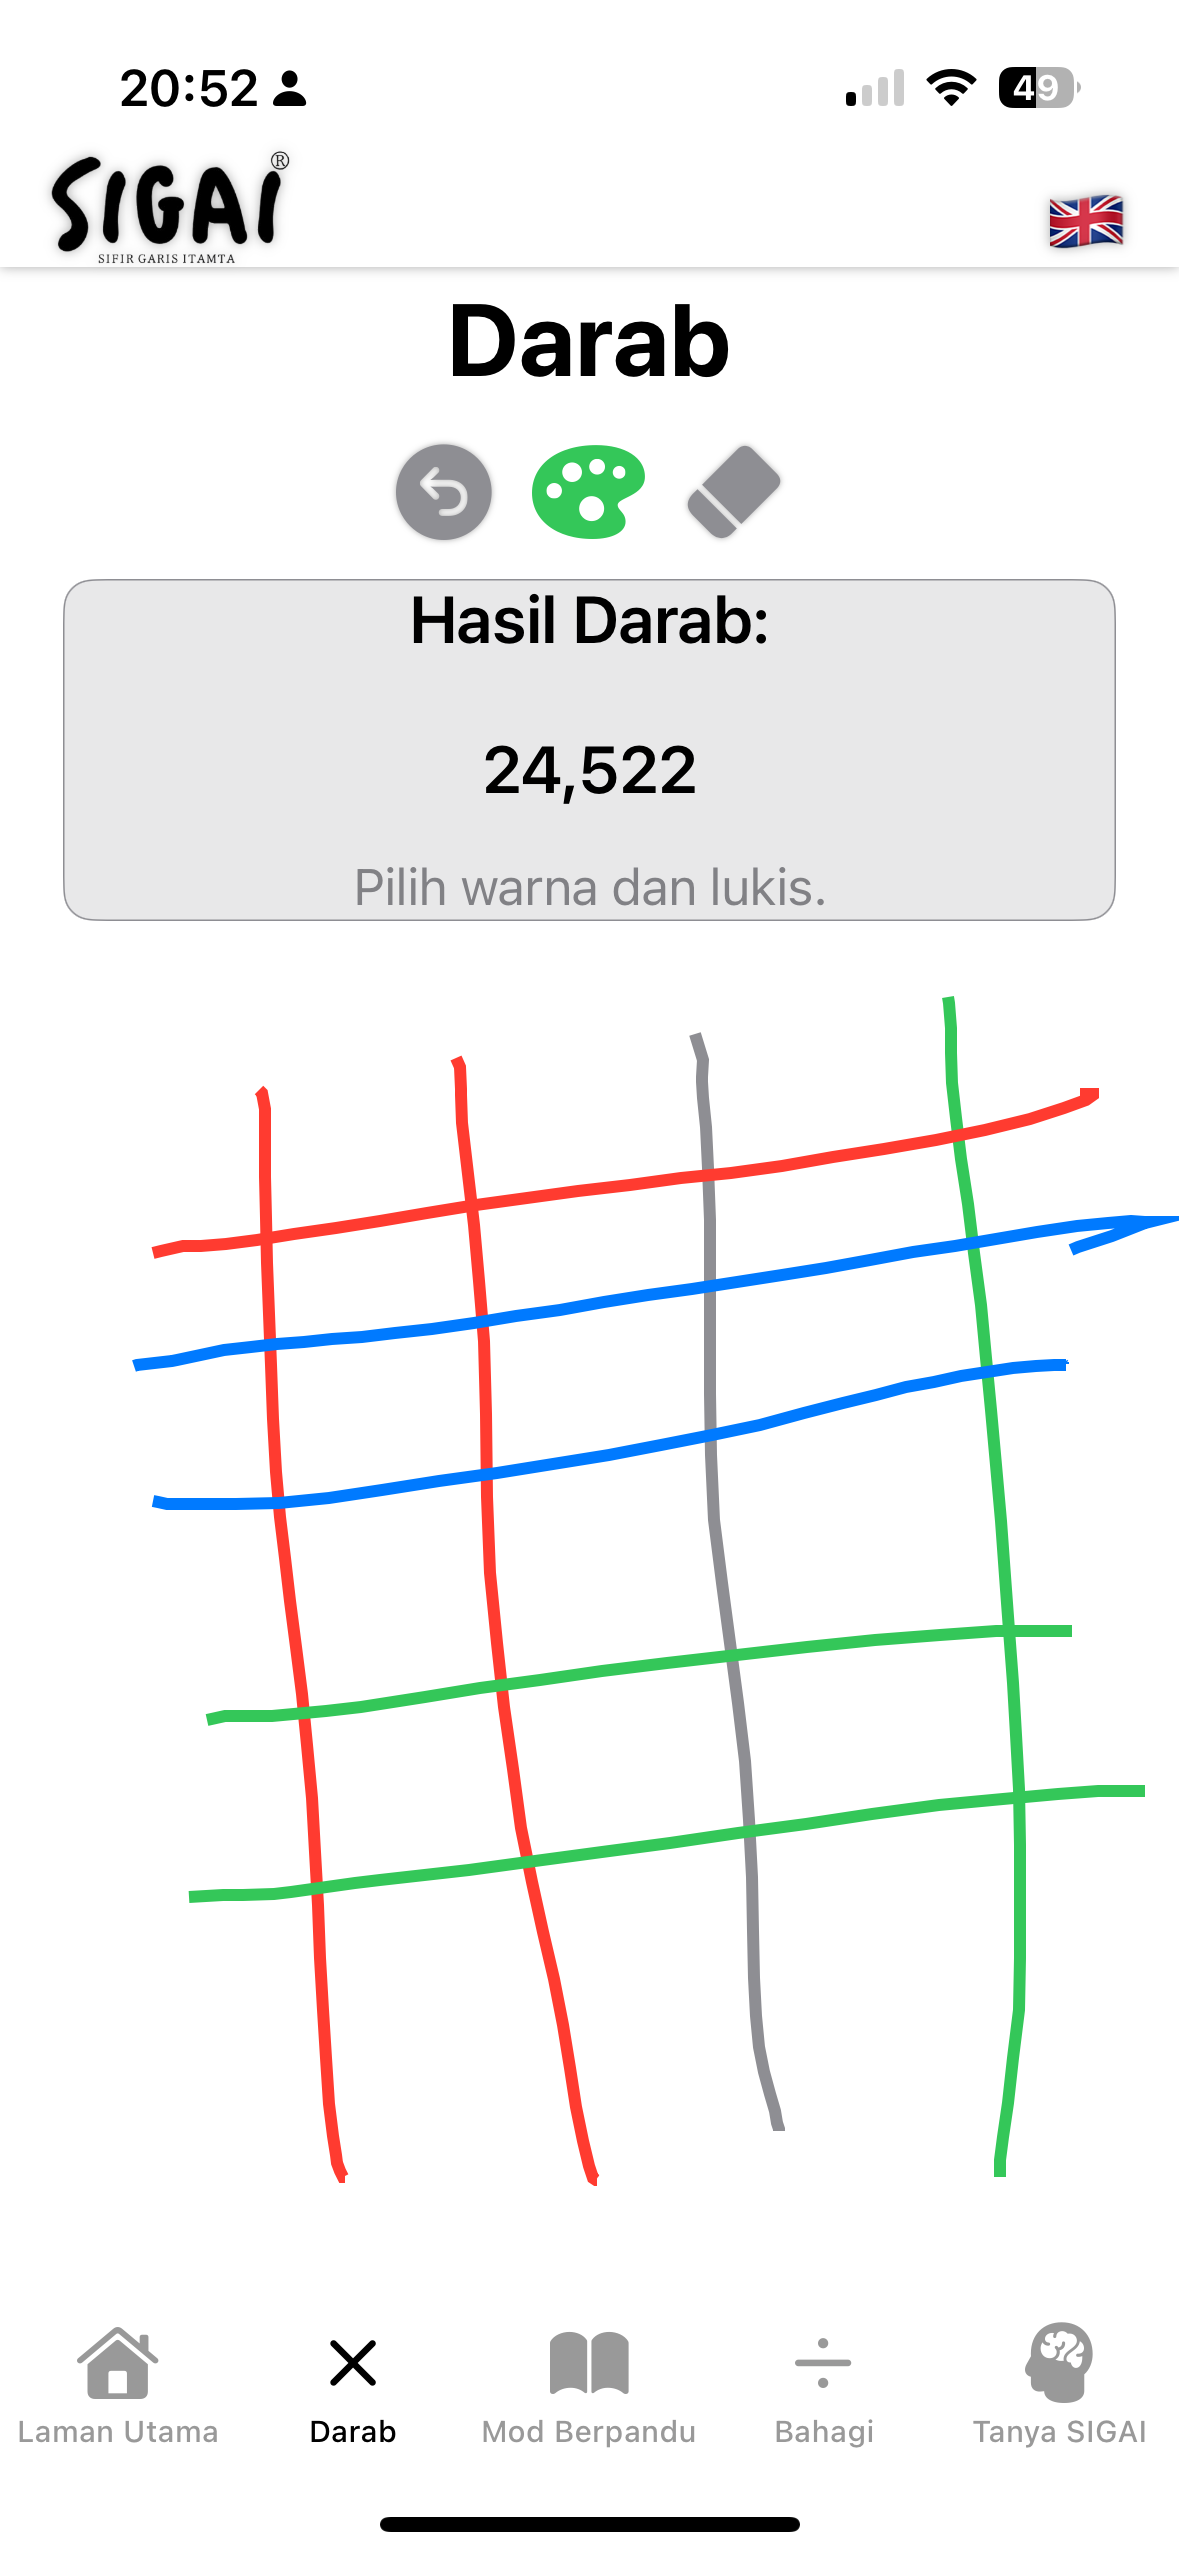 20:52
49
SIGAI®
SIFIR GARIS ITAMTA
Darab
Hasil Darab:
24,522
Pilih warna dan lukis.
Laman Utama
Darab
Mod Berpandu
Bahagi
Tanya SIGAI